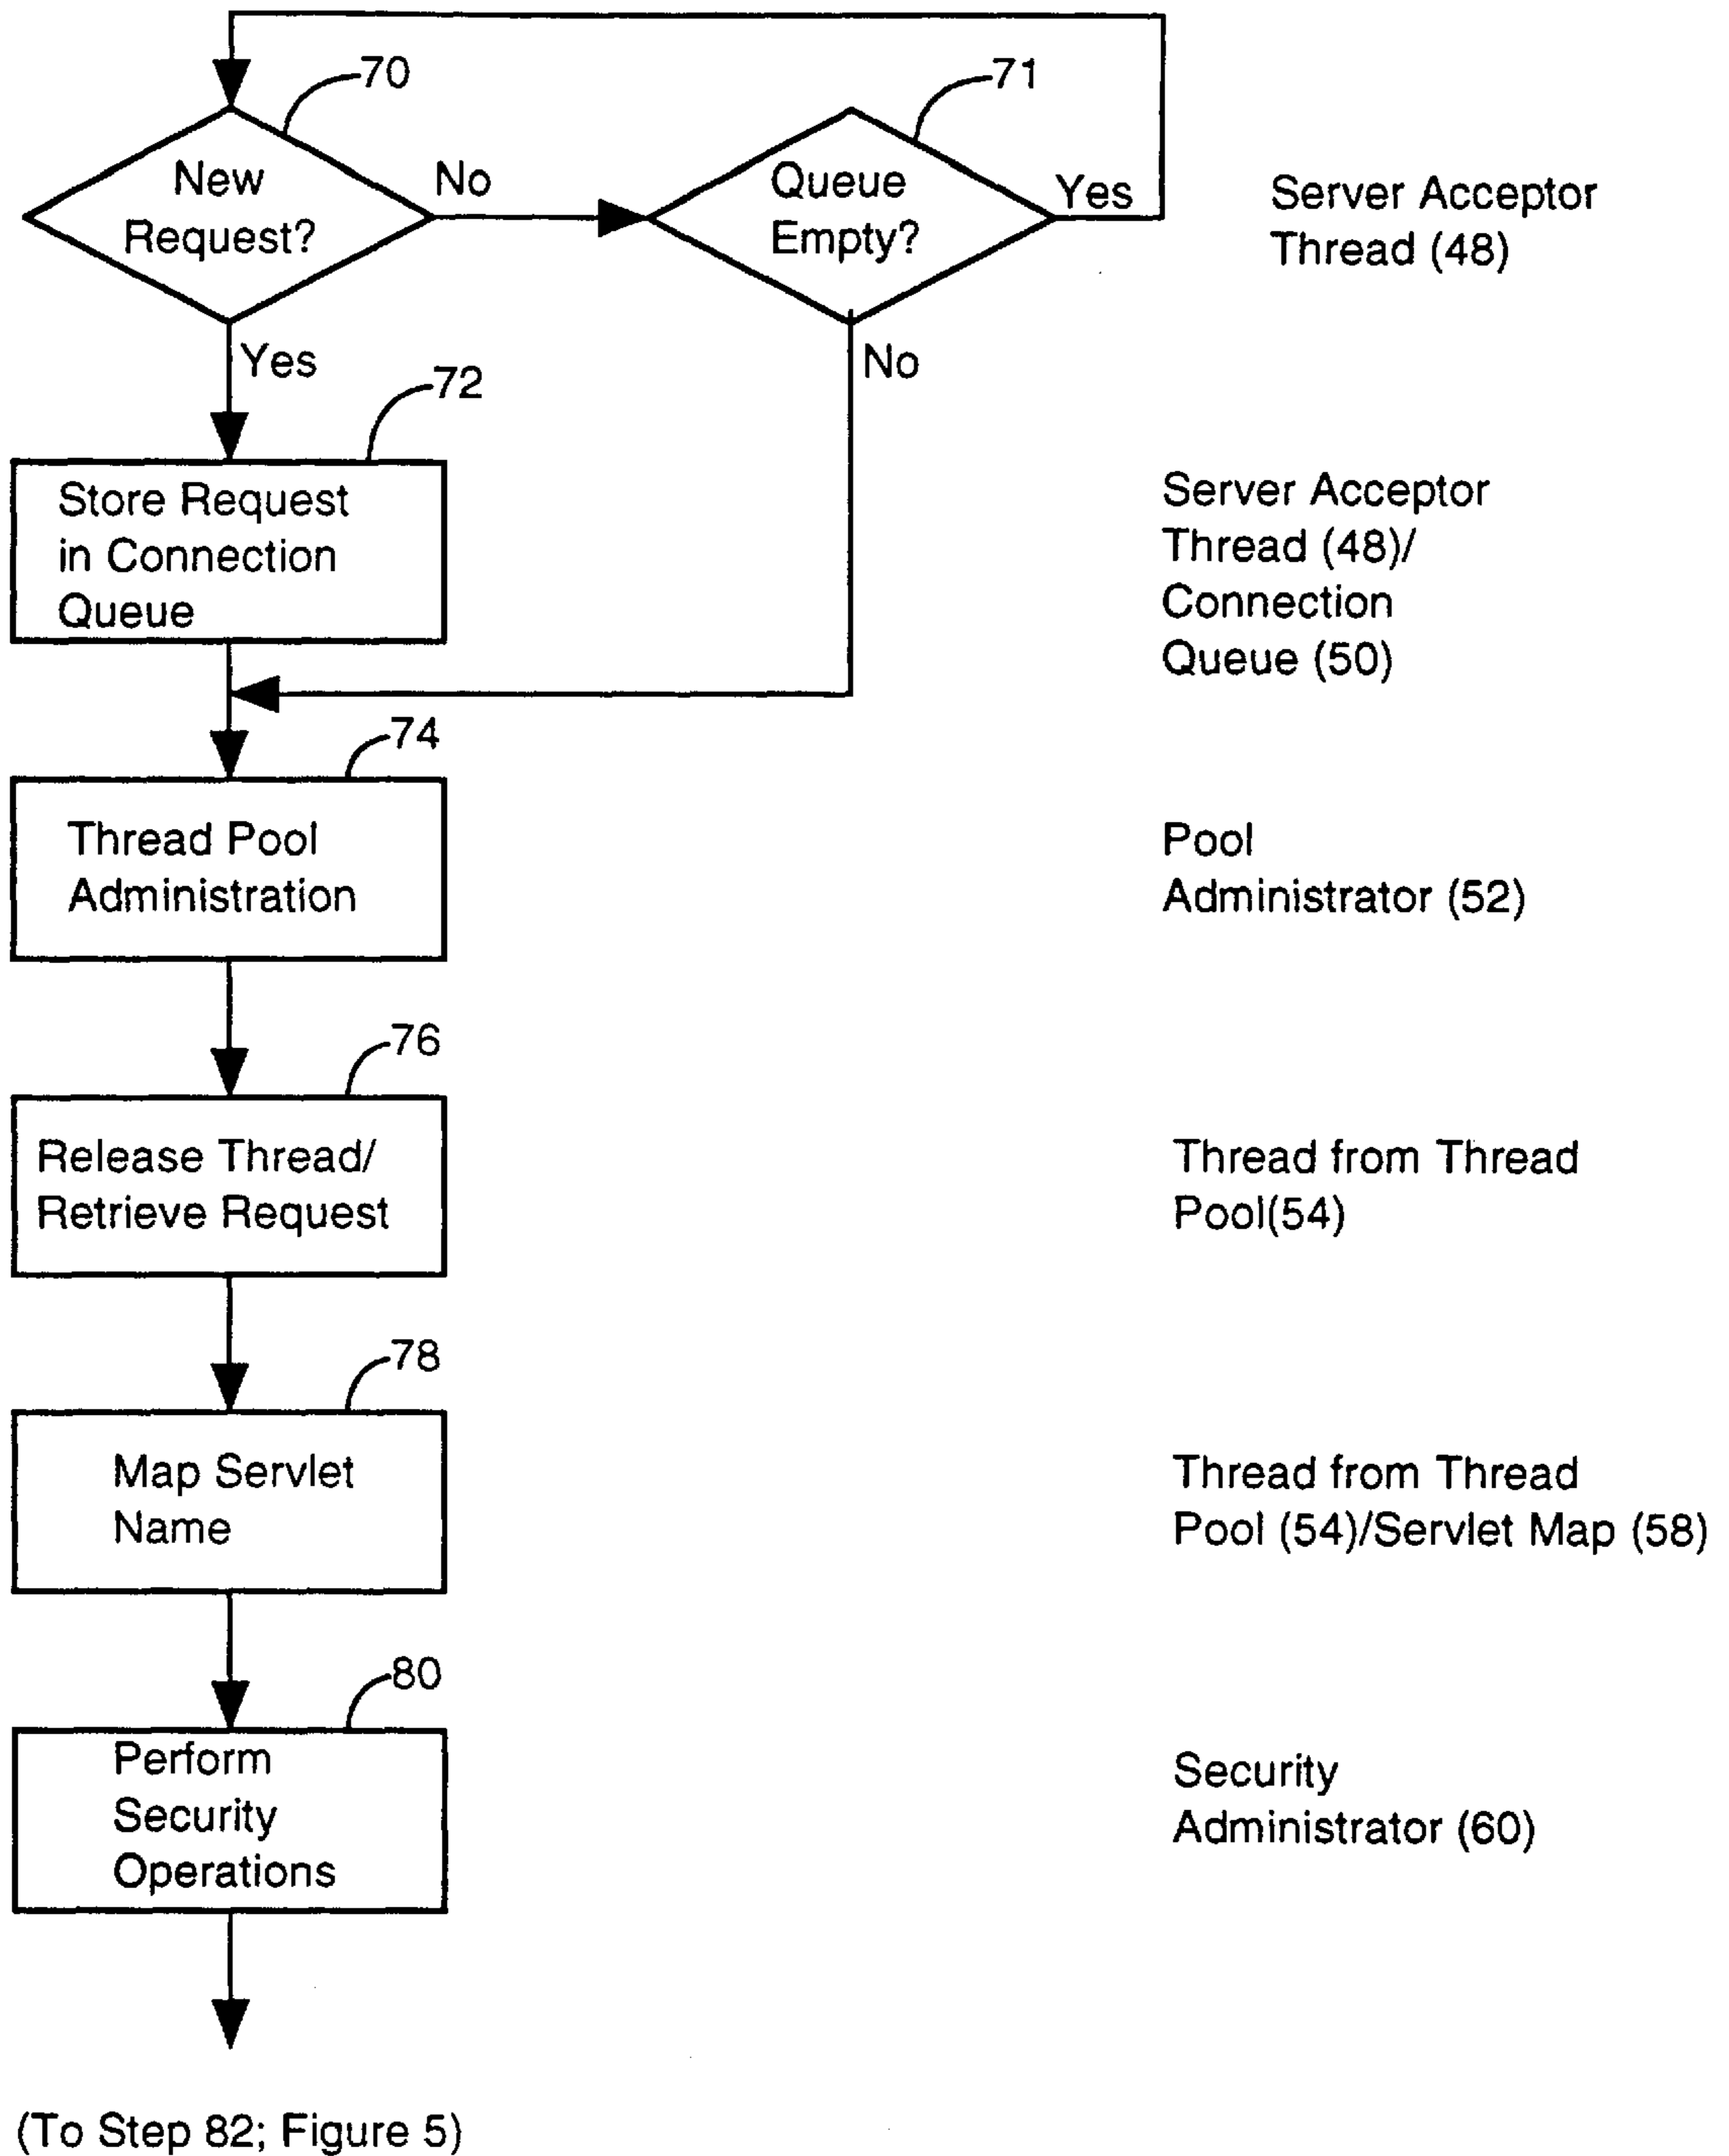 70
71
New
Request?
No
Queue
Empty?
Yes
Server Acceptor
Thread (48)
Yes
No
72
Store Request
in Connection
Queue
Server Acceptor
Thread (48)/
Connection
Queue (50)
74
Thread Pool
Administration
Pool
Administrator (52)
76
Release Thread/
Retrieve Request
Thread from Thread
Pool(54)
78
Map Servlet
Name
Thread from Thread
Pool (54)/Servlet Map (58)
80
Perform
Security
Operations
Security
Administrator (60)
(To Step 82; Figure 5)